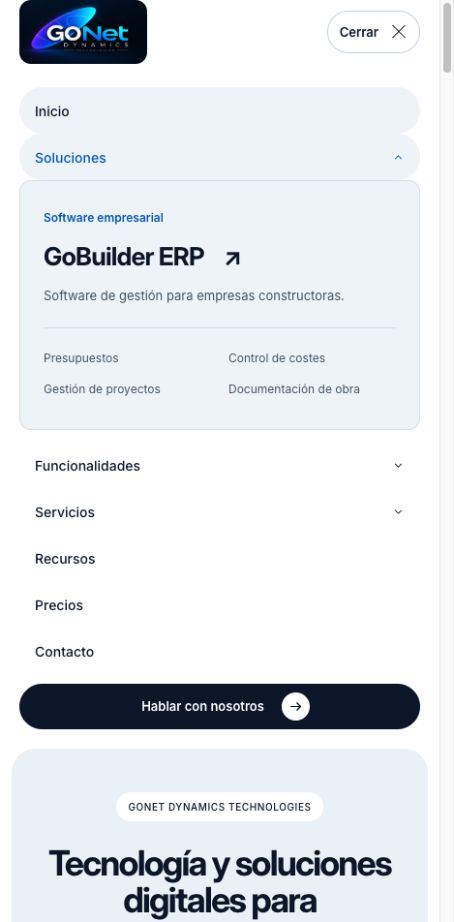 GONet
DYNAMICS
Cerrar
Inicio
Soluciones
Software empresarial
GoBuilder ERP
Software de gestión para empresas constructoras.
Presupuestos
Control de costes
Gestión de proyectos
Documentación de obra
Funcionalidades
Servicios
Recursos
Precios
Contacto
Hablar con nosotros
GONET DYNAMICS TECHNOLOGIES
Tecnología y soluciones
digitales para